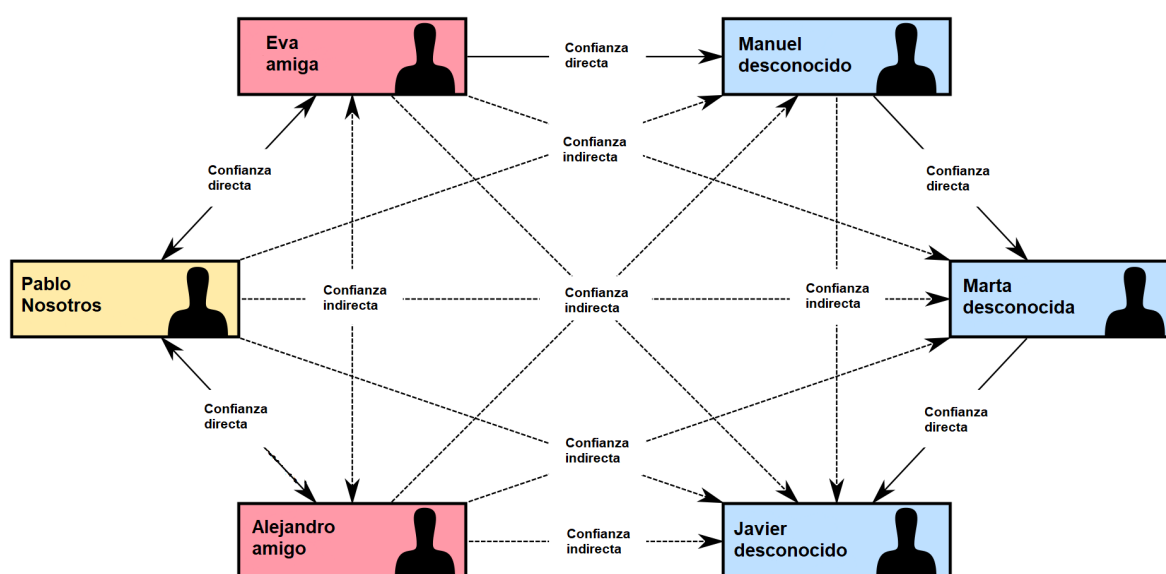 Eva
amiga
Confianza
directa
Manuel
desconocido
Confianza
indirecta
Confianza
directa
Confianza
directa
Pablo
Nosotros
Confianza
indirecta
Confianza
indirecta
Confianza
indirecta
Marta
desconocida
Confianza
directa
Confianza
indirecta
Confianza
directa
Alejandro
amigo
Confianza
indirecta
Javier
desconocido